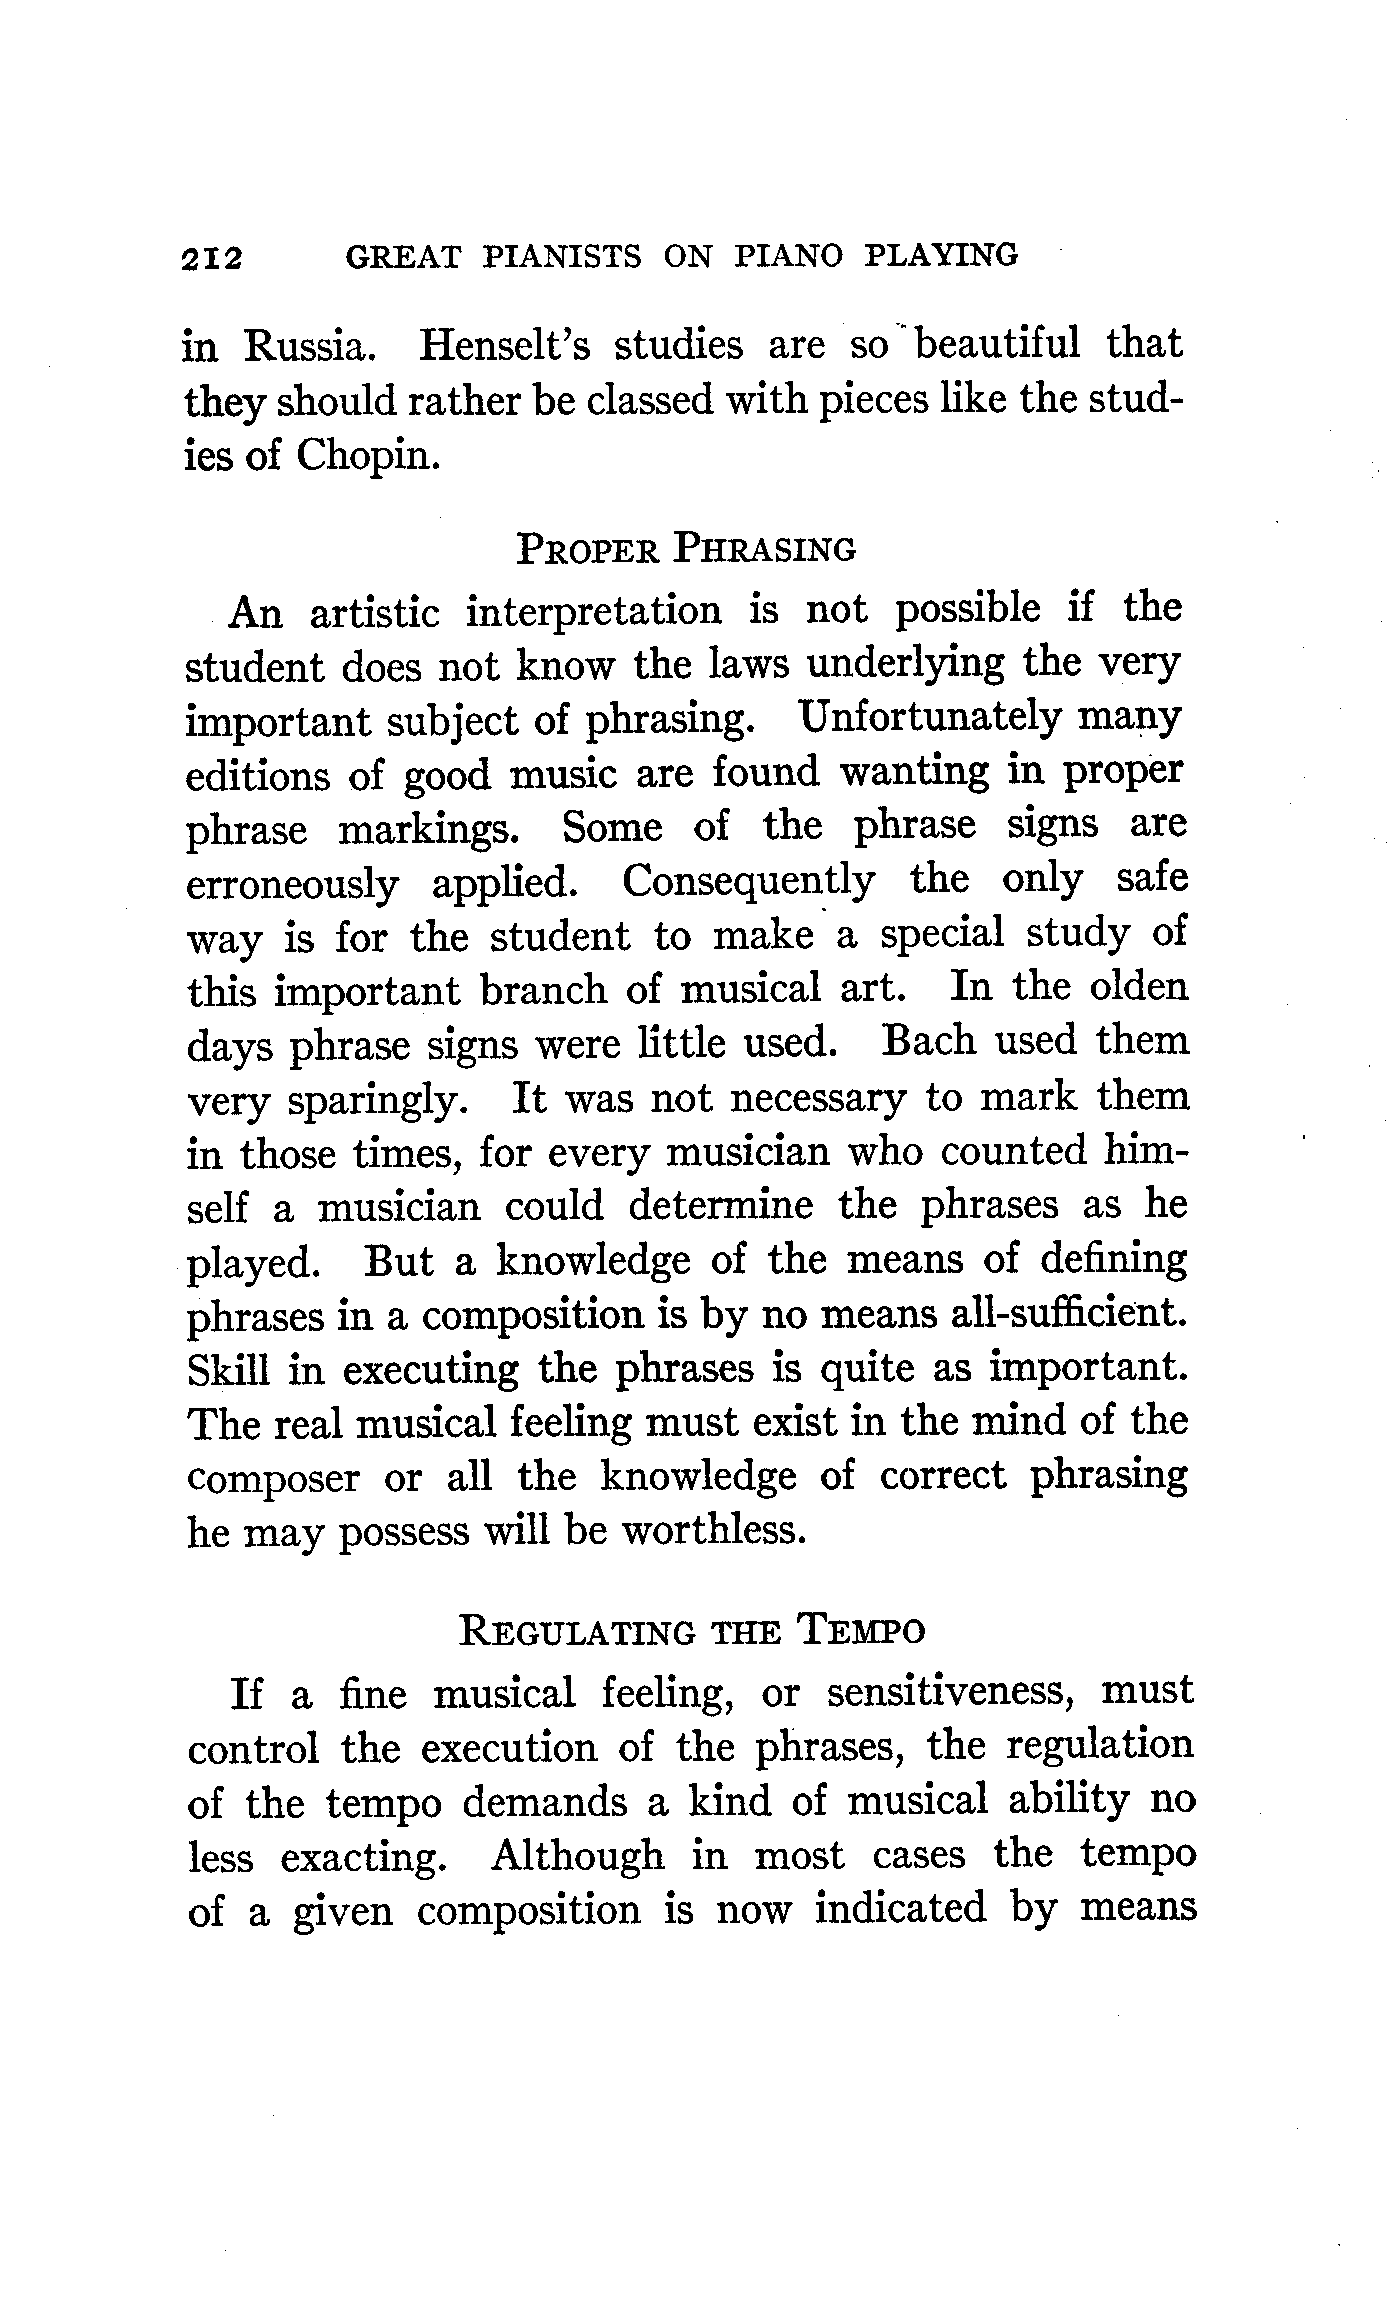 212 GREAT PIANISTS ON PIANO PLAYING
in Russia. Henselt's studies are so beautiful that
they should rather be classed with pieces like the stud-
ies of Chopin.
PROPER PHRASING
An artistic interpretation is not possible if the
student does not know the laws underlying the very
important subject of phrasing. Unfortunately many
editions of good music are found wanting in proper
phrase markings. Some of the phrase signs are
erroneously applied. Consequently the only safe
way is for the student to make a special study of
this important branch of musical art. In the olden
days phrase signs were little used. Bach used them
very sparingly. It was not necessary to mark them
in those times, for every musician who counted him-
self a musician could determine the phrases as he
played. But a knowledge of the means of defining
phrases in a composition is by no means all-sufficient.
Skill in executing the phrases is quite as important.
The real musical feeling must exist in the mind of the
composer or all the knowledge of correct phrasing
he may possess will be worthless.
REGULATING THE TEMPO
If a fine musical feeling, or sensitiveness, must
control the execution of the phrases, the regulation
of the tempo demands a kind of musical ability no
less exacting. Although in most cases the tempo
of a given composition is now indicated by means